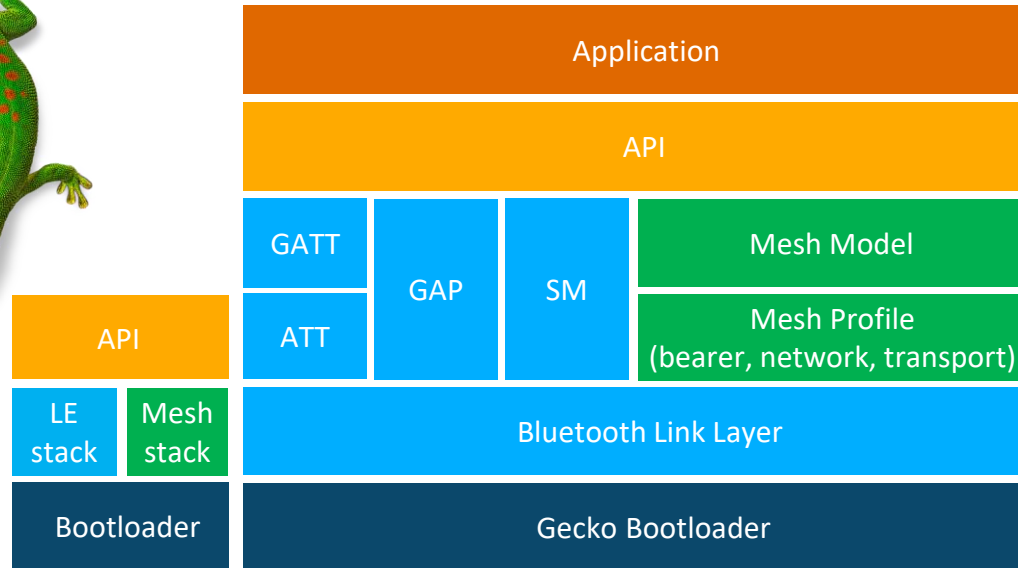 Application
API
GATT
GAP
SM
Mesh Model
ATT
Mesh Profile
(bearer, network, transport)
Bluetooth Link Layer
Gecko Bootloader
API
LE
stack
Mesh
stack
Bootloader